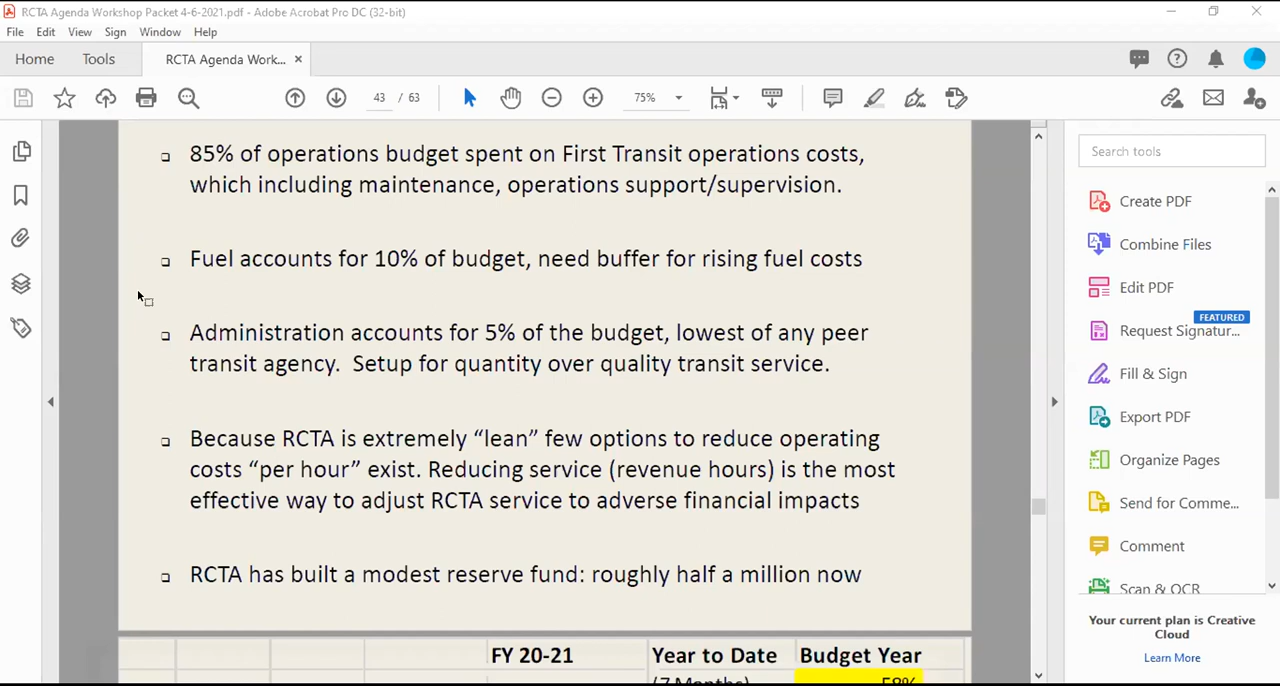 RCTA Agenda Workshop Packet 4-6-2021.pdf - Adobe Acrobat Pro DC (32-bit)
File Edit View Sign Window Help
Home Tools RCTA Agenda Work... ×
43 / 63 75%
85% of operations budget spent on First Transit operations costs,
which including maintenance, operations support/supervision.
Fuel accounts for 10% of budget, need buffer for rising fuel costs
Administration accounts for 5% of the budget, lowest of any peer
transit agency. Setup for quantity over quality transit service.
Because RCTA is extremely “lean” few options to reduce operating
costs “per hour” exist. Reducing service (revenue hours) is the most
effective way to adjust RCTA service to adverse financial impacts
RCTA has built a modest reserve fund: roughly half a million now
FY 20-21 Year to Date Budget Year
(7 Months) 58%
Search tools
Create PDF
Combine Files
Edit PDF
FEATURED
Request Signatur...
Fill & Sign
Export PDF
Organize Pages
Send for Comme...
Comment
Scan & OCR
Your current plan is Creative
Cloud
Learn More